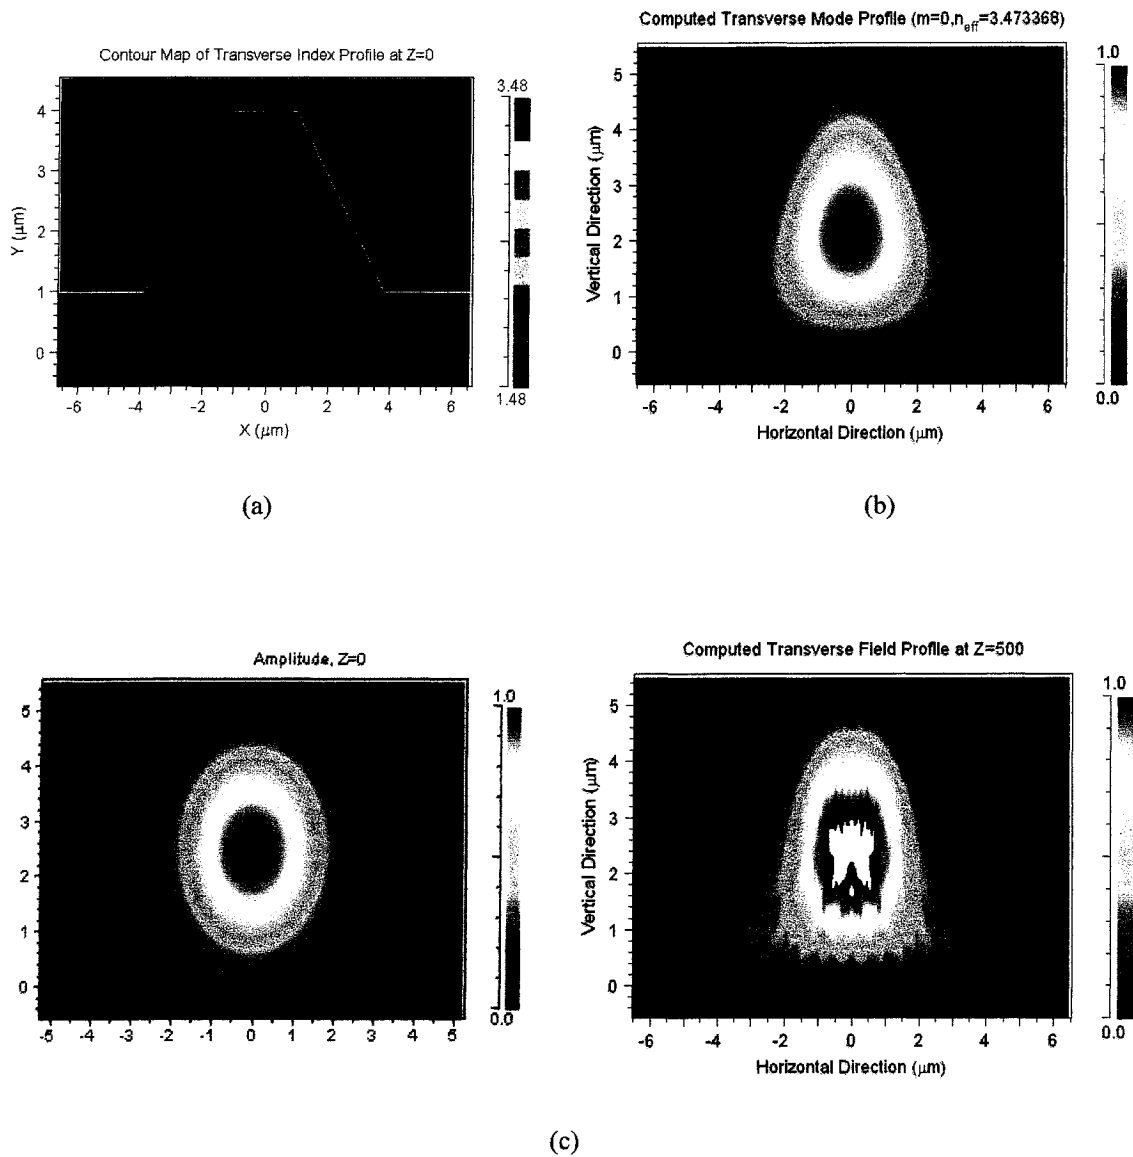 Contour Map of Transverse Index Profile at Z=0
3.48
4
3
2
1
0
Y (μm)
-6 -4 -2 0 2 4 6
1.48
X (μm)
(a)
Computed Transverse Mode Profile (m=0,neff=3.473368)
1.0
5
4
3
2
1
0
Vertical Direction (μm)
-6 -4 -2 0 2 4 6
0.0
Horizontal Direction (μm)
(b)
Amplitude, Z=0
1.0
5
4
3
2
1
0
-5 -4 -3 -2 -1 0 1 2 3 4 5
0.0
Computed Transverse Field Profile at Z=500
1.0
5
4
3
2
1
0
Vertical Direction (μm)
-6 -4 -2 0 2 4 6
0.0
Horizontal Direction (μm)
(c)